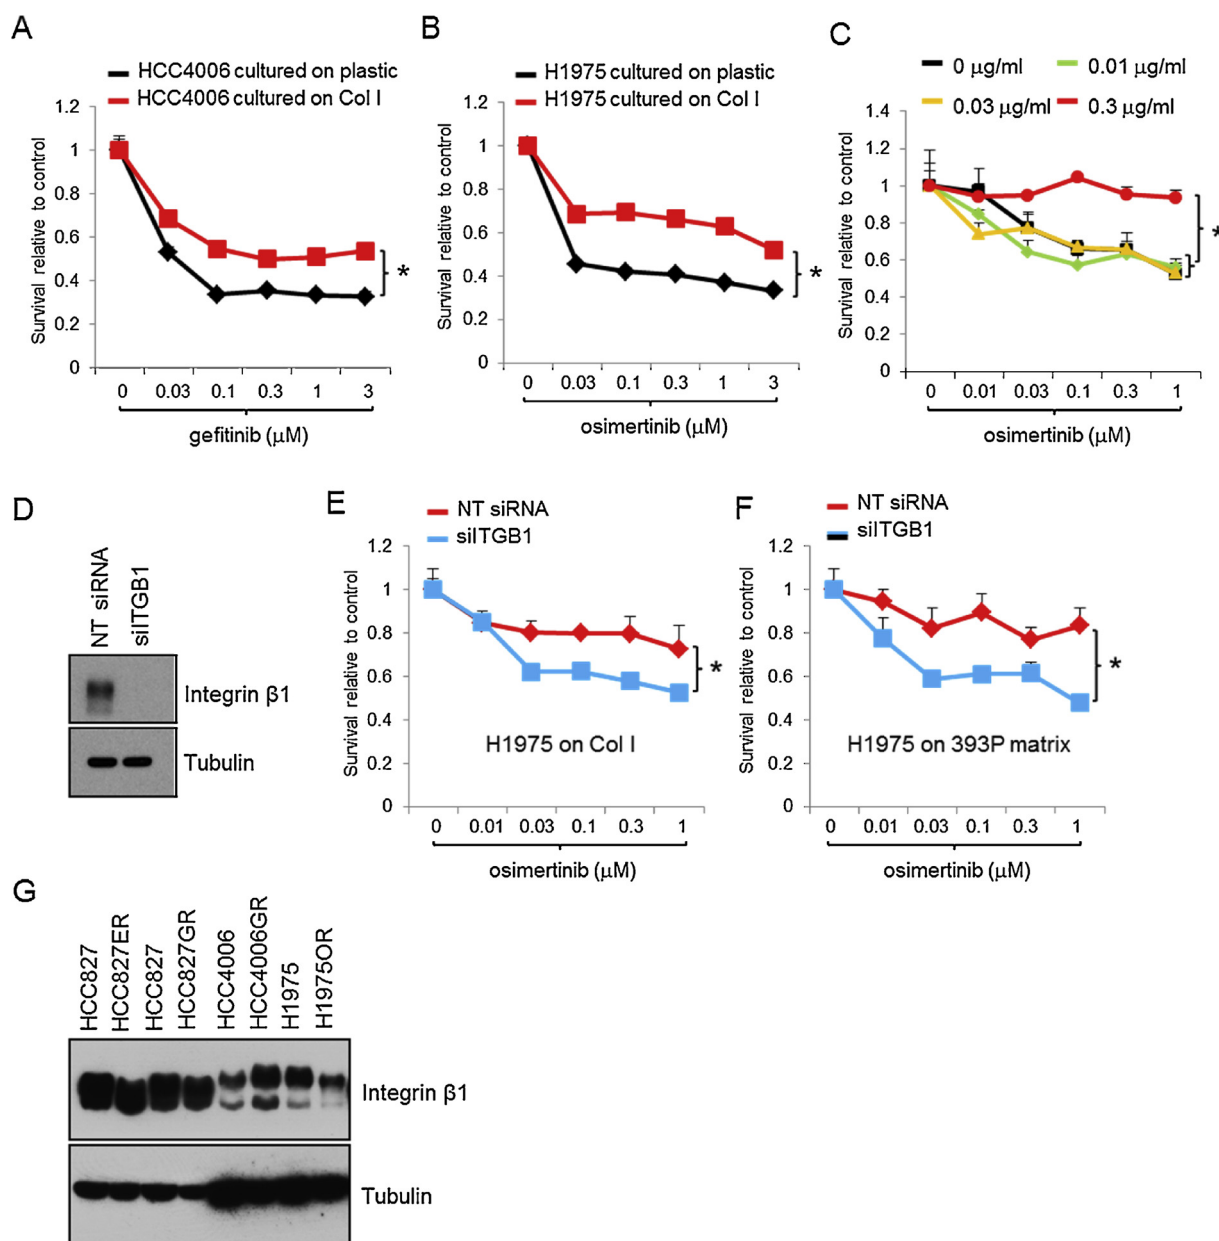 A
HCC4006 cultured on plastic
HCC4006 cultured on Col I
Survival relative to control
1.2
1
0.8
0.6
0.4
0.2
0
*
0 0.03 0.1 0.3 1 3
gefitinib (μM)
B
H1975 cultured on plastic
H1975 cultured on Col I
Survival relative to control
1.2
1
0.8
0.6
0.4
0.2
0
*
0 0.03 0.1 0.3 1 3
osimertinib (μM)
C
0 μg/ml 0.01 μg/ml
0.03 μg/ml 0.3 μg/ml
Survival relative to control
1.4
1.2
1.0
0.8
0.6
0.4
0.2
0
*
0 0.01 0.03 0.1 0.3 1
osimertinib (μM)
D
NT siRNA
siITGB1
Integrin β1
Tubulin
E
NT siRNA
siITGB1
Survival relative to control
1.2
1
0.8
0.6
0.4
0.2
0
*
H1975 on Col I
0 0.01 0.03 0.1 0.3 1
osimertinib (μM)
F
NT siRNA
siITGB1
Survival relative to control
1.2
1
0.8
0.6
0.4
0.2
0
*
H1975 on 393P matrix
0 0.01 0.03 0.1 0.3 1
osimertinib (μM)
G
HCC827
HCC827ER
HCC827
HCC827GR
HCC4006
HCC4006GR
H1975
H1975OR
Integrin β1
Tubulin